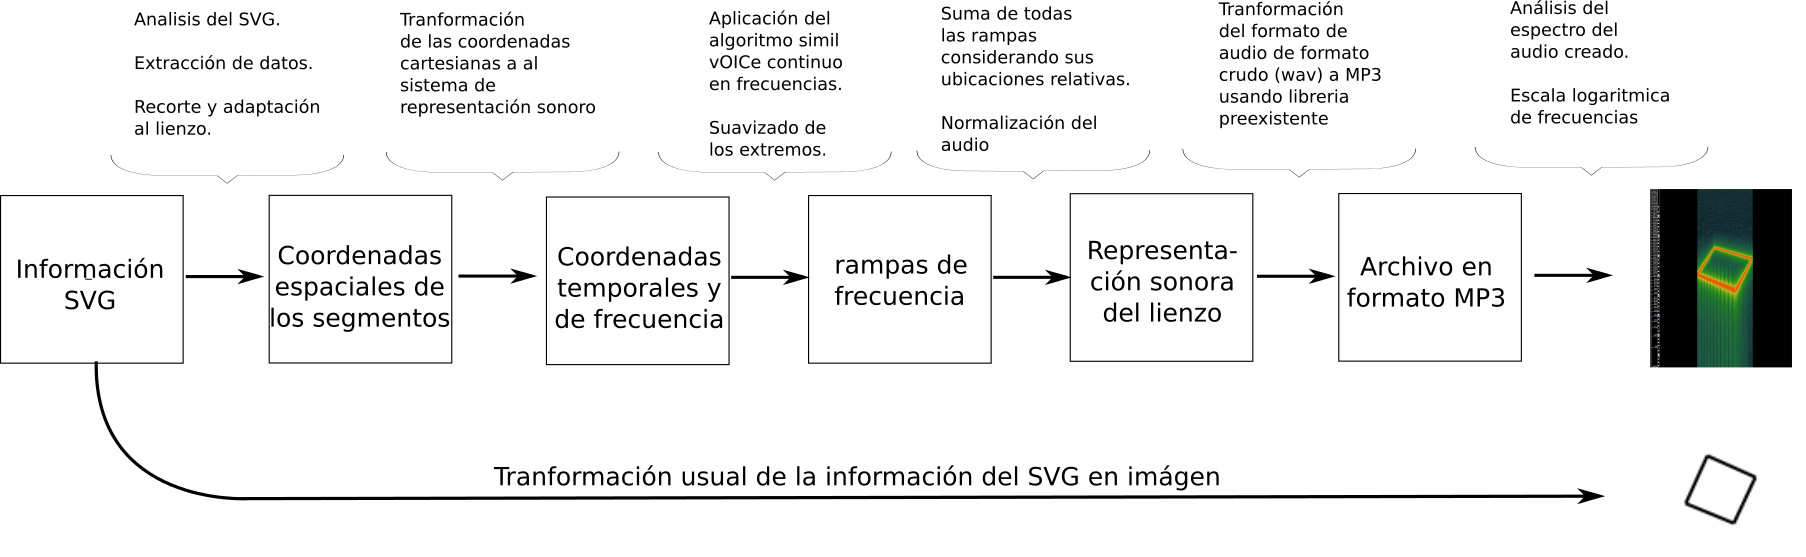 Analisis del SVG.
Extracción de datos.
Recorte y adaptación
al lienzo.
Tranformación
de las coordenadas
cartesianas a al
sistema de
representación sonoro
Aplicación del
algoritmo simil
vOICe continuo
en frecuencias.
Suavizado de
los extremos.
Suma de todas
las rampas
considerando sus
ubicaciones relativas.
Normalización del
audio
Tranformación
del formato de
audio de formato
crudo (wav) a MP3
usando libreria
preexistente
Análisis del
espectro del
audio creado.
Escala logaritmica
de frecuencias
Información
SVG
Coordenadas
espaciales de
los segmentos
Coordenadas
temporales y
de frecuencia
rampas de
frecuencia
Representa-
ción sonora
del lienzo
Archivo en
formato MP3
Tranformación usual de la información del SVG en imágen